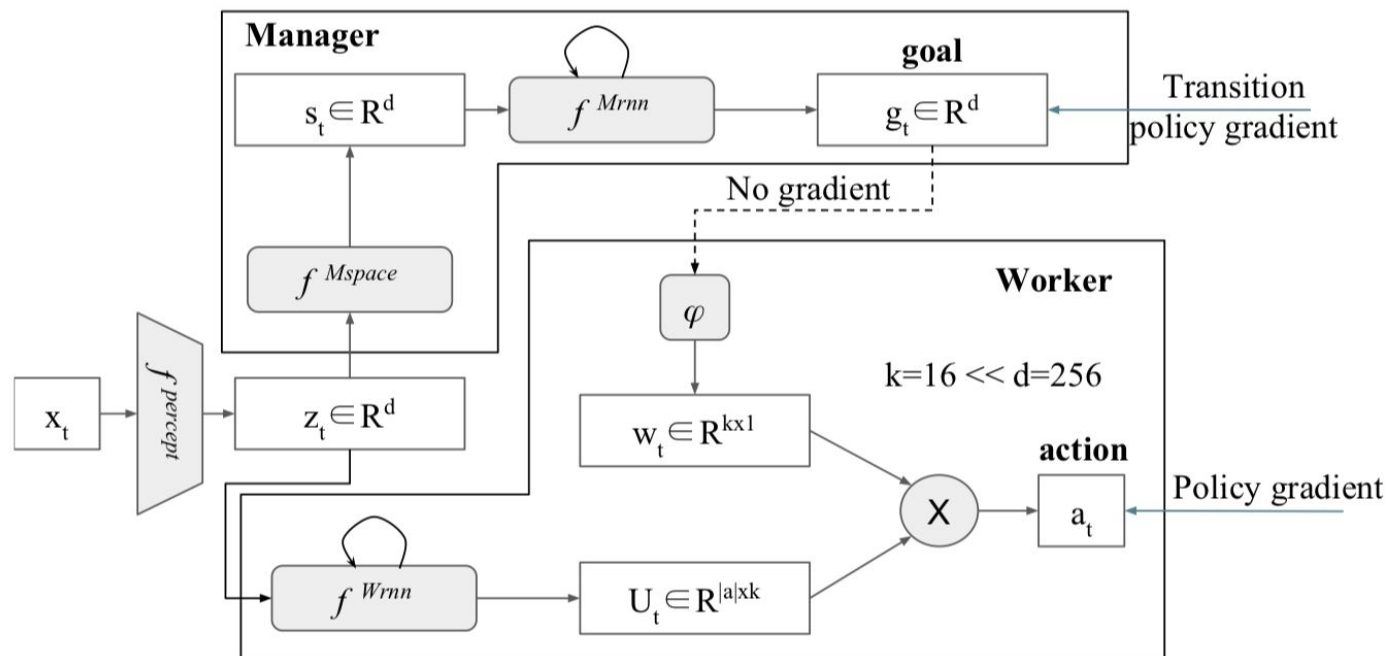 Manager
goal
s_t ∈ R^d
f ^Mrnn
g_t ∈ R^d
Transition
policy gradient
No gradient
f ^Mspace
Worker
φ
k=16 << d=256
x_t
f ^percept
z_t ∈ R^d
w_t ∈ R^kx1
action
X
a_t
Policy gradient
f ^Wrnn
U_t ∈ R^|a|xk